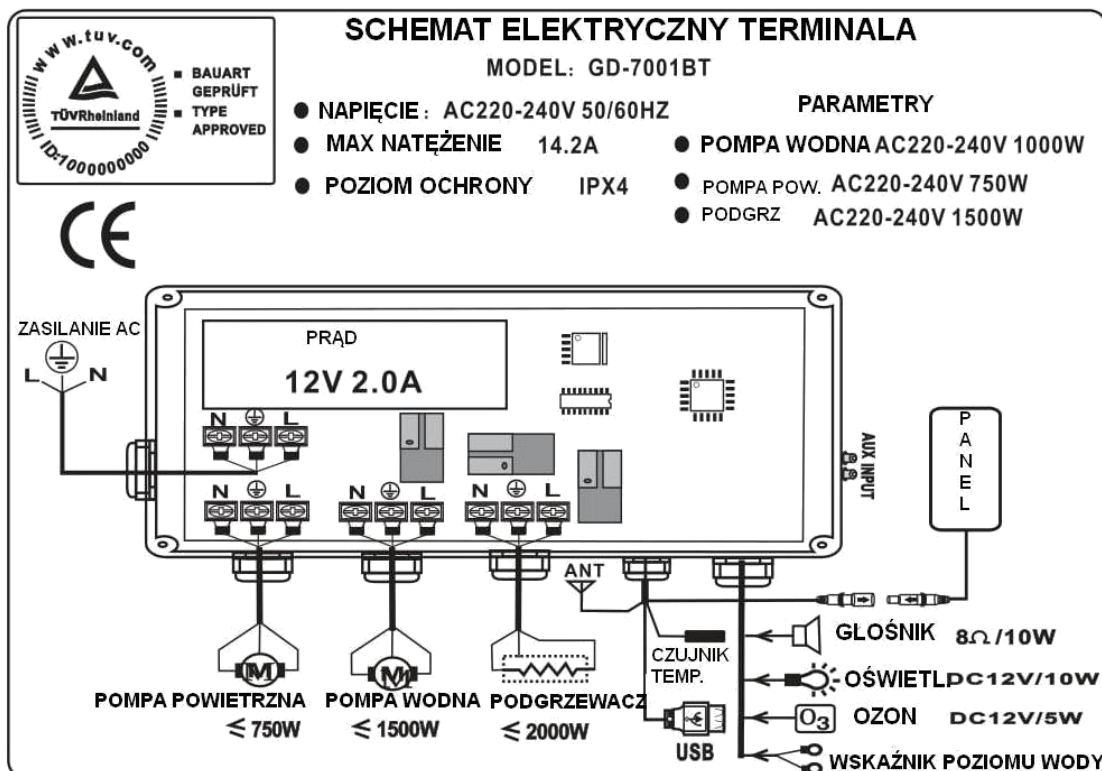 SCHEMAT ELEKTRYCZNY TERMINALA
MODEL: GD-7001BT
www.tuv.com
TÜVRheinland
ID:1000000000
BAUART
GEPRÜFT
TYPE
APPROVED
CE
NAPIĘCIE : AC220-240V 50/60HZ
MAX NATĘŻENIE 14.2A
POZIOM OCHRONY IPX4
PARAMETRY
POMPA WODNA AC220-240V 1000W
POMPA POW. AC220-240V 750W
PODGRZ AC220-240V 1500W
ZASILANIE AC
L N
PRĄD
12V 2.0A
N L
N L
N L
N L
AUX INPUT
PANEL
ANT
CZUJNIK
TEMP.
USB
GŁOŚNIK 8Ω/10W
OŚWIETL. DC12V/10W
O3 OZON DC12V/5W
WSKAŹNIK POZIOMU WODY
M
POMPA POWIETRZNA
≤ 750W
M
POMPA WODNA
≤ 1500W
PODGRZEWACZ
≤ 2000W